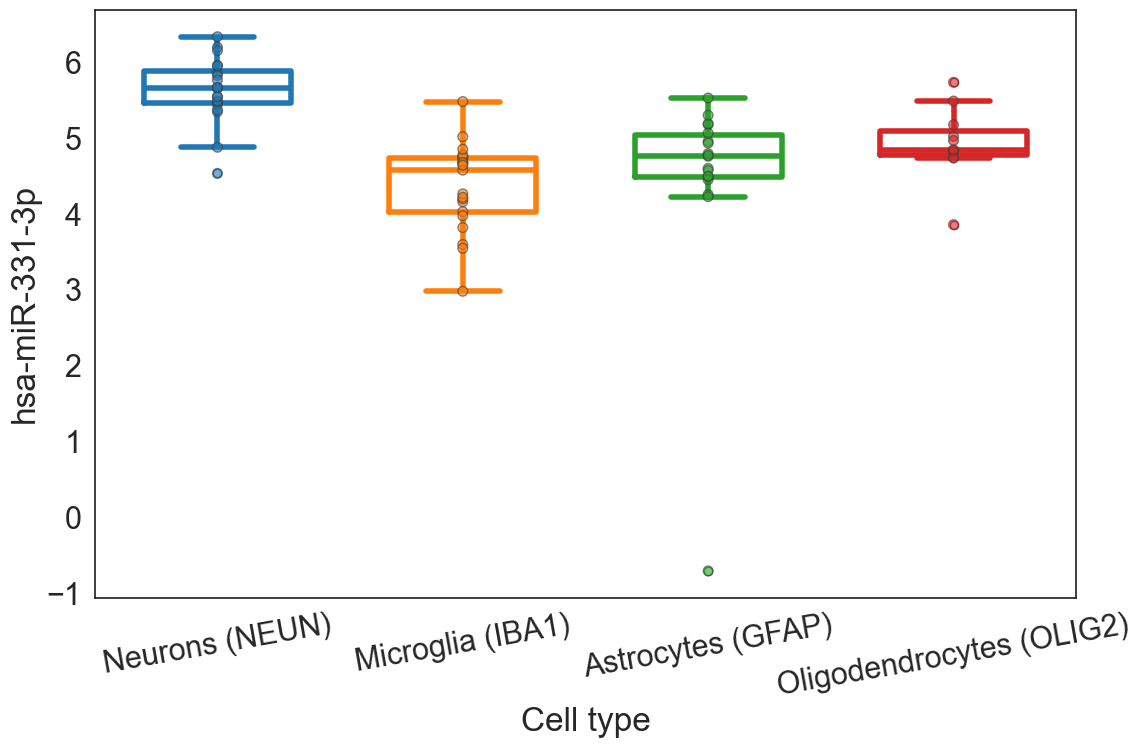 hsa-miR-331-3p
6
5
4
3
2
1
0
−1
Neurons (NEUN)
Microglia (IBA1)
Astrocytes (GFAP)
Oligodendrocytes (OLIG2)
Cell type